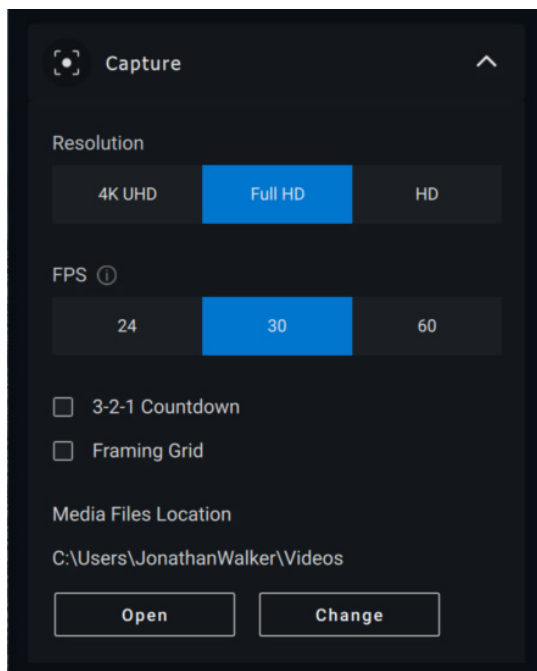 Capture
Resolution
4K UHD Full HD HD
FPS
24 30 60
3-2-1 Countdown
Framing Grid
Media Files Location
C:\Users\JonathanWalker\Videos
Open Change